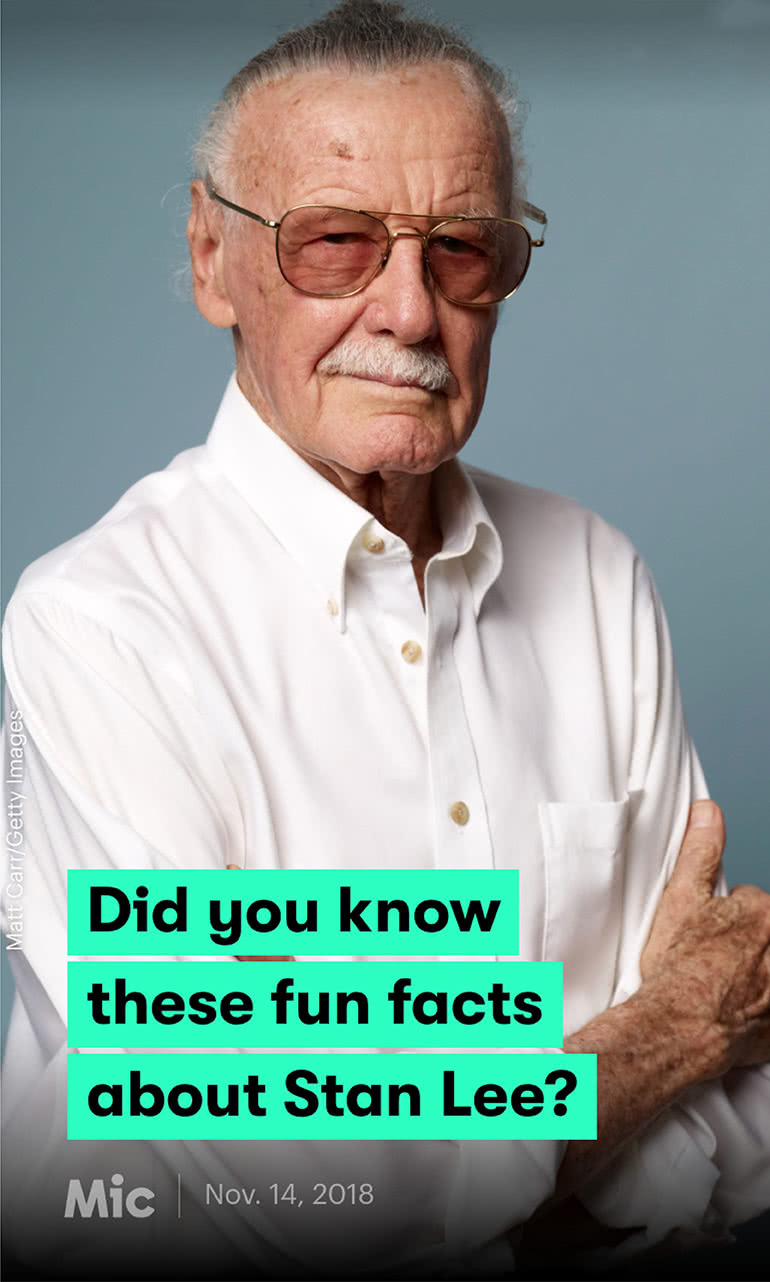 Matt Carr/Getty Images
Did you know
these fun facts
about Stan Lee?
Mic
Nov. 14, 2018